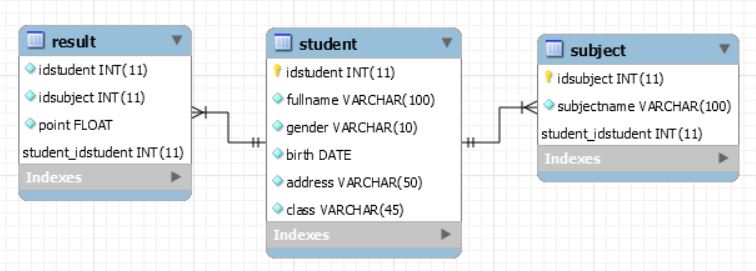 result
idstudent INT(11)
idsubject INT(11)
point FLOAT
student_idstudent INT(11)
Indexes
student
idstudent INT(11)
fullname VARCHAR(100)
gender VARCHAR(10)
birth DATE
address VARCHAR(50)
class VARCHAR(45)
Indexes
subject
idsubject INT(11)
subjectname VARCHAR(100)
student_idstudent INT(11)
Indexes